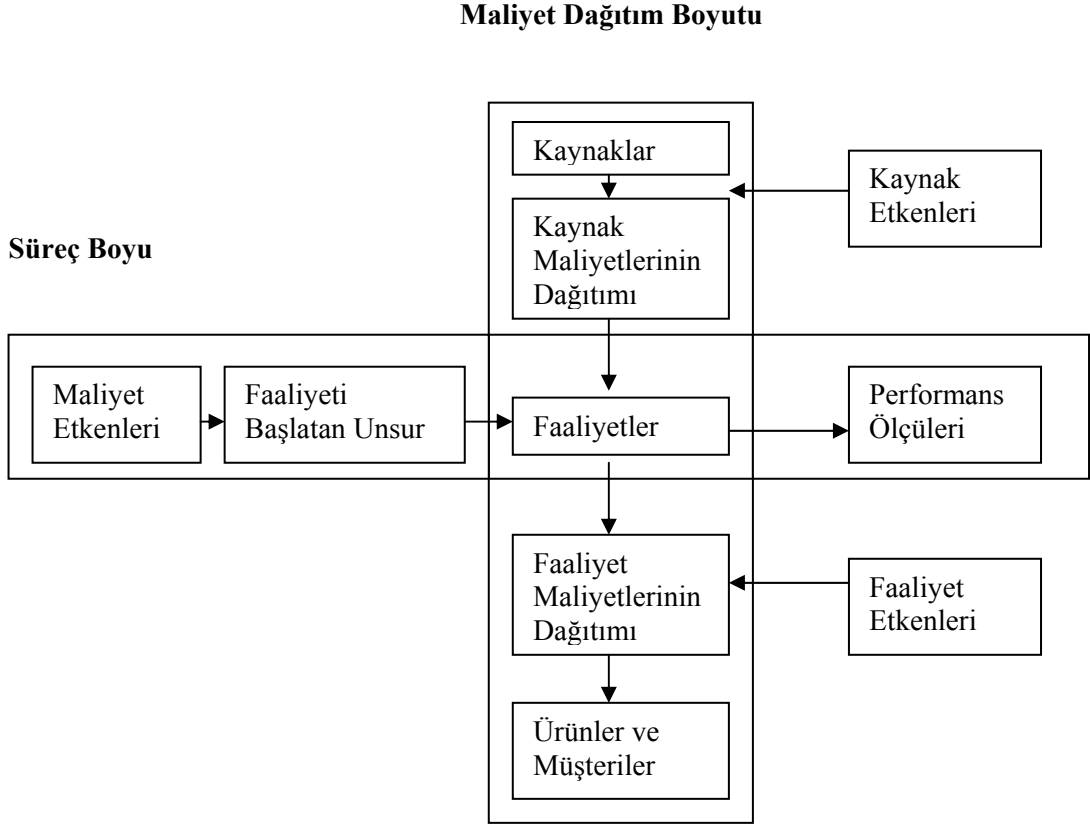 Maliyet Dağıtım Boyutu
Kaynaklar
Kaynak
Etkenleri
Kaynak
Maliyetlerinin
Dağıtımı
Süreç Boyu
Maliyet
Etkenleri
Faaliyeti
Başlatan Unsur
Faaliyetler
Performans
Ölçüleri
Faaliyet
Maliyetlerinin
Dağıtımı
Faaliyet
Etkenleri
Ürünler ve
Müşteriler